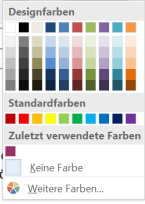 Designfarben
Standardfarben
Zuletzt verwendete Farben
Keine Farbe
Weitere Farben...